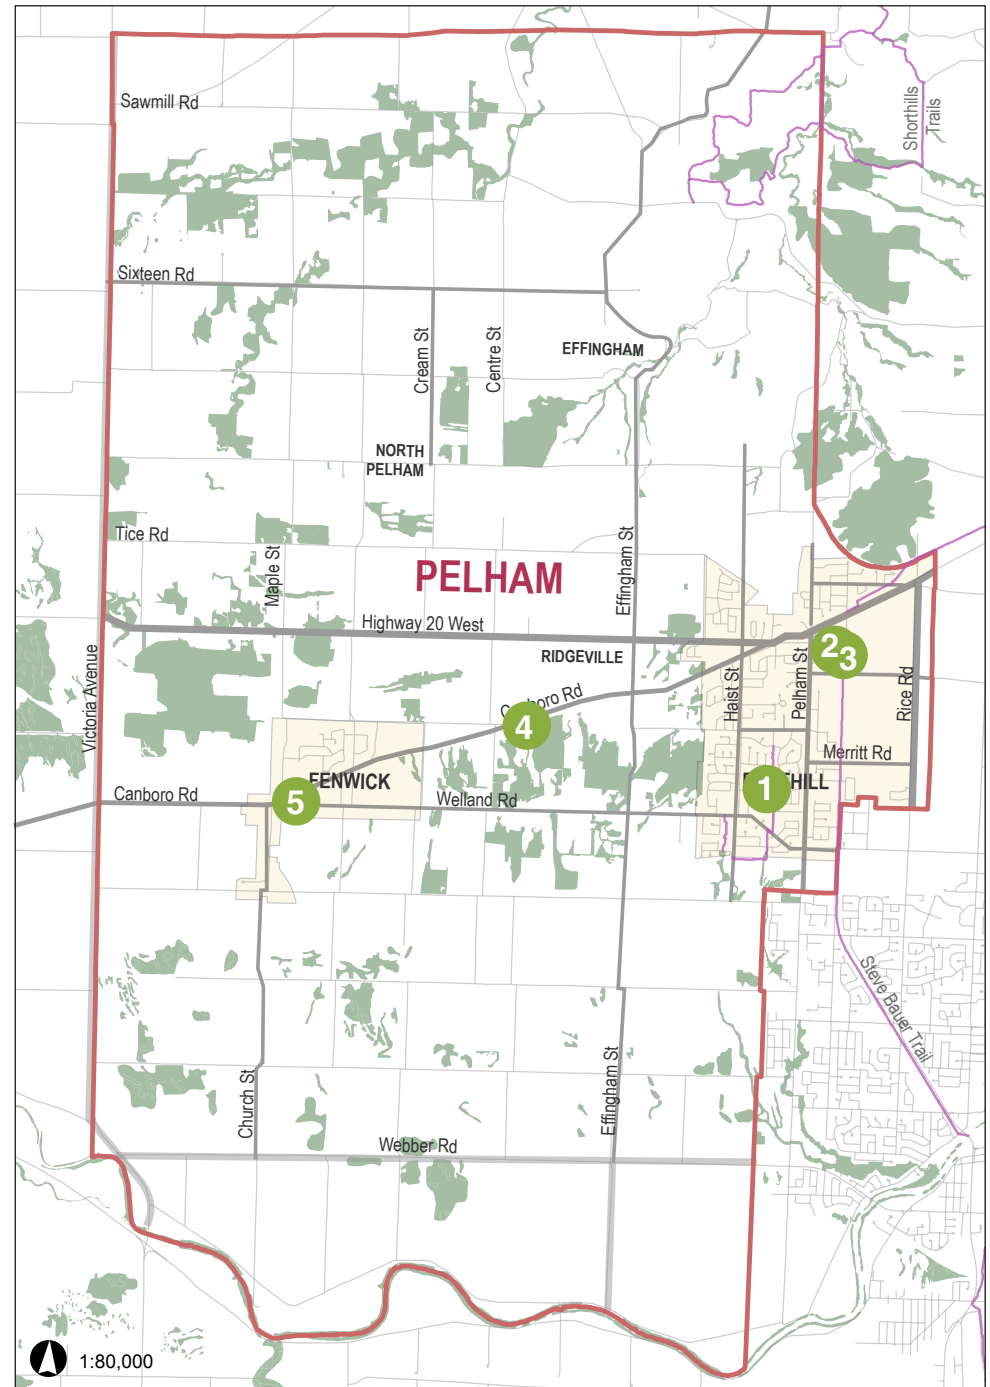 Sawmill Rd
Shorthills
Trails
Sixteen Rd
Cream St
Centre St
EFFINGHAM
NORTH
PELHAM
Tice Rd
Maple St
PELHAM
Effingham St
Highway 20 West
RIDGEVILLE
Victoria Avenue
Haist St
Pelham St
2
3
Rice Rd
4
Merritt Rd
FENWICK
1
HILL
Canboro Rd
5
Welland Rd
Steve Bauer Trail
Church St
Effingham St
Webber Rd
1:80,000